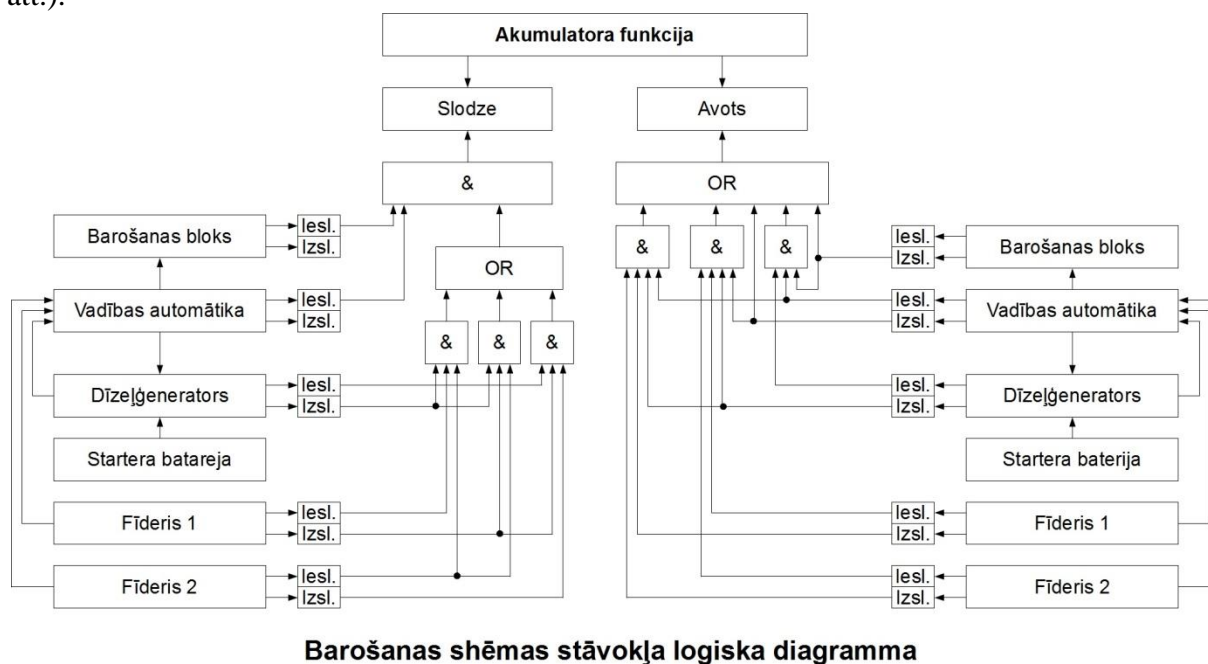 att.).
Akumulatora funkcija
Slodze
Avots
&
OR
Barošanas bloks
Iesl.
Izsl.
OR
&
&
&
Iesl.
Izsl.
Barošanas bloks
Vadības automātika
Iesl.
Izsl.
&
&
&
Iesl.
Izsl.
Vadības automātika
Dīzeļģenerators
Iesl.
Izsl.
Iesl.
Izsl.
Dīzeļģenerators
Startera batareja
Startera baterija
Fīderis 1
Iesl.
Izsl.
Iesl.
Izsl.
Fīderis 1
Fīderis 2
Iesl.
Izsl.
Iesl.
Izsl.
Fīderis 2
Barošanas shēmas stāvokļa logiska diagramma